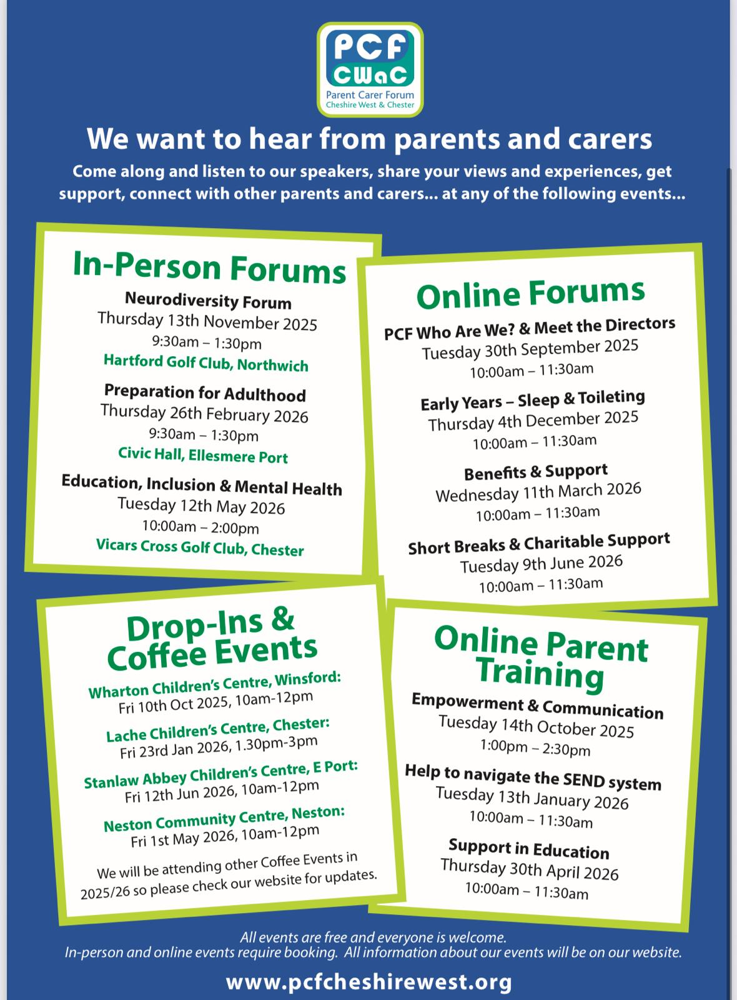 PCF
CWaC
Parent Carer Forum
Cheshire West & Chester
We want to hear from parents and carers
Come along and listen to our speakers, share your views and experiences, get
support, connect with other parents and carers... at any of the following events...
In-Person Forums
Neurodiversity Forum
Thursday 13th November 2025
9:30am – 1:30pm
Hartford Golf Club, Northwich
Preparation for Adulthood
Thursday 26th February 2026
9:30am – 1:30pm
Civic Hall, Ellesmere Port
Education, Inclusion & Mental Health
Tuesday 12th May 2026
10:00am – 2:00pm
Vicars Cross Golf Club, Chester
Online Forums
PCF Who Are We? & Meet the Directors
Tuesday 30th September 2025
10:00am – 11:30am
Early Years – Sleep & Toileting
Thursday 4th December 2025
10:00am – 11:30am
Benefits & Support
Wednesday 11th March 2026
10:00am – 11:30am
Short Breaks & Charitable Support
Tuesday 9th June 2026
10:00am – 11:30am
Drop-Ins &
Coffee Events
Wharton Children's Centre, Winsford:
Fri 10th Oct 2025, 10am-12pm
Lache Children's Centre, Chester:
Fri 23rd Jan 2026, 1.30pm-3pm
Stanlaw Abbey Children's Centre, E Port:
Fri 12th Jun 2026, 10am-12pm
Neston Community Centre, Neston:
Fri 1st May 2026, 10am-12pm
We will be attending other Coffee Events in
2025/26 so please check our website for updates.
Online Parent
Training
Empowerment & Communication
Tuesday 14th October 2025
1:00pm – 2:30pm
Help to navigate the SEND system
Tuesday 13th January 2026
10:00am – 11:30am
Support in Education
Thursday 30th April 2026
10:00am – 11:30am
All events are free and everyone is welcome.
In-person and online events require booking. All information about our events will be on our website.
www.pcfcheshirewest.org